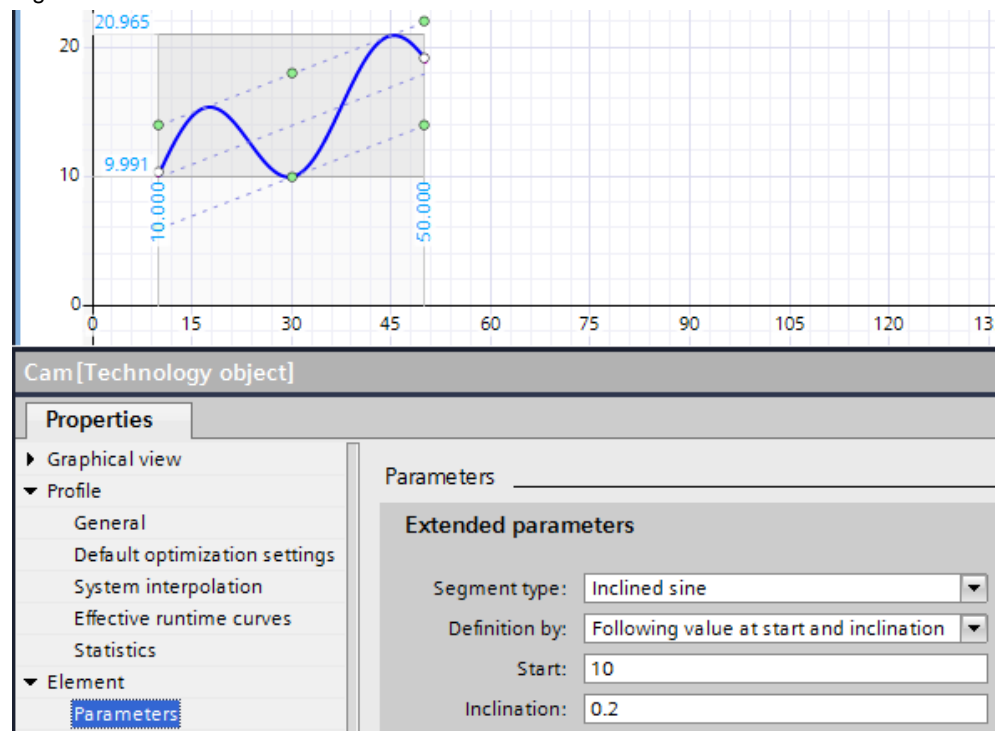 20.965
20
9.991
10
10.000
50.000
0
0 15 30 45 60 75 90 105 120
Cam [Technology object]
Properties
Graphical view
Profile
General
Default optimization settings
System interpolation
Effective runtime curves
Statistics
Element
Parameters
Parameters
Extended parameters
Segment type: Inclined sine
Definition by: Following value at start and inclination
Start: 10
Inclination: 0.2